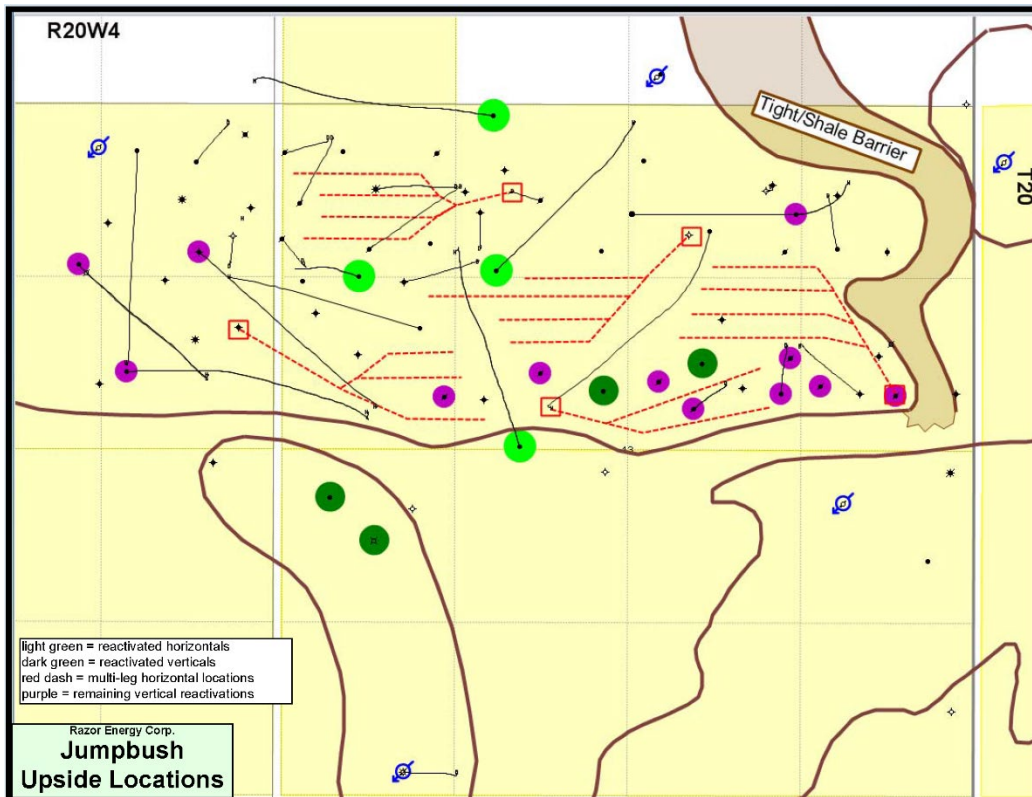 R20W4
Tight/Shale Barrier
T20
13
light green = reactivated horizontals
dark green = reactivated verticals
red dash = multi-leg horizontal locations
purple = remaining vertical reactivations
Razor Energy Corp.
Jumpbush
Upside Locations